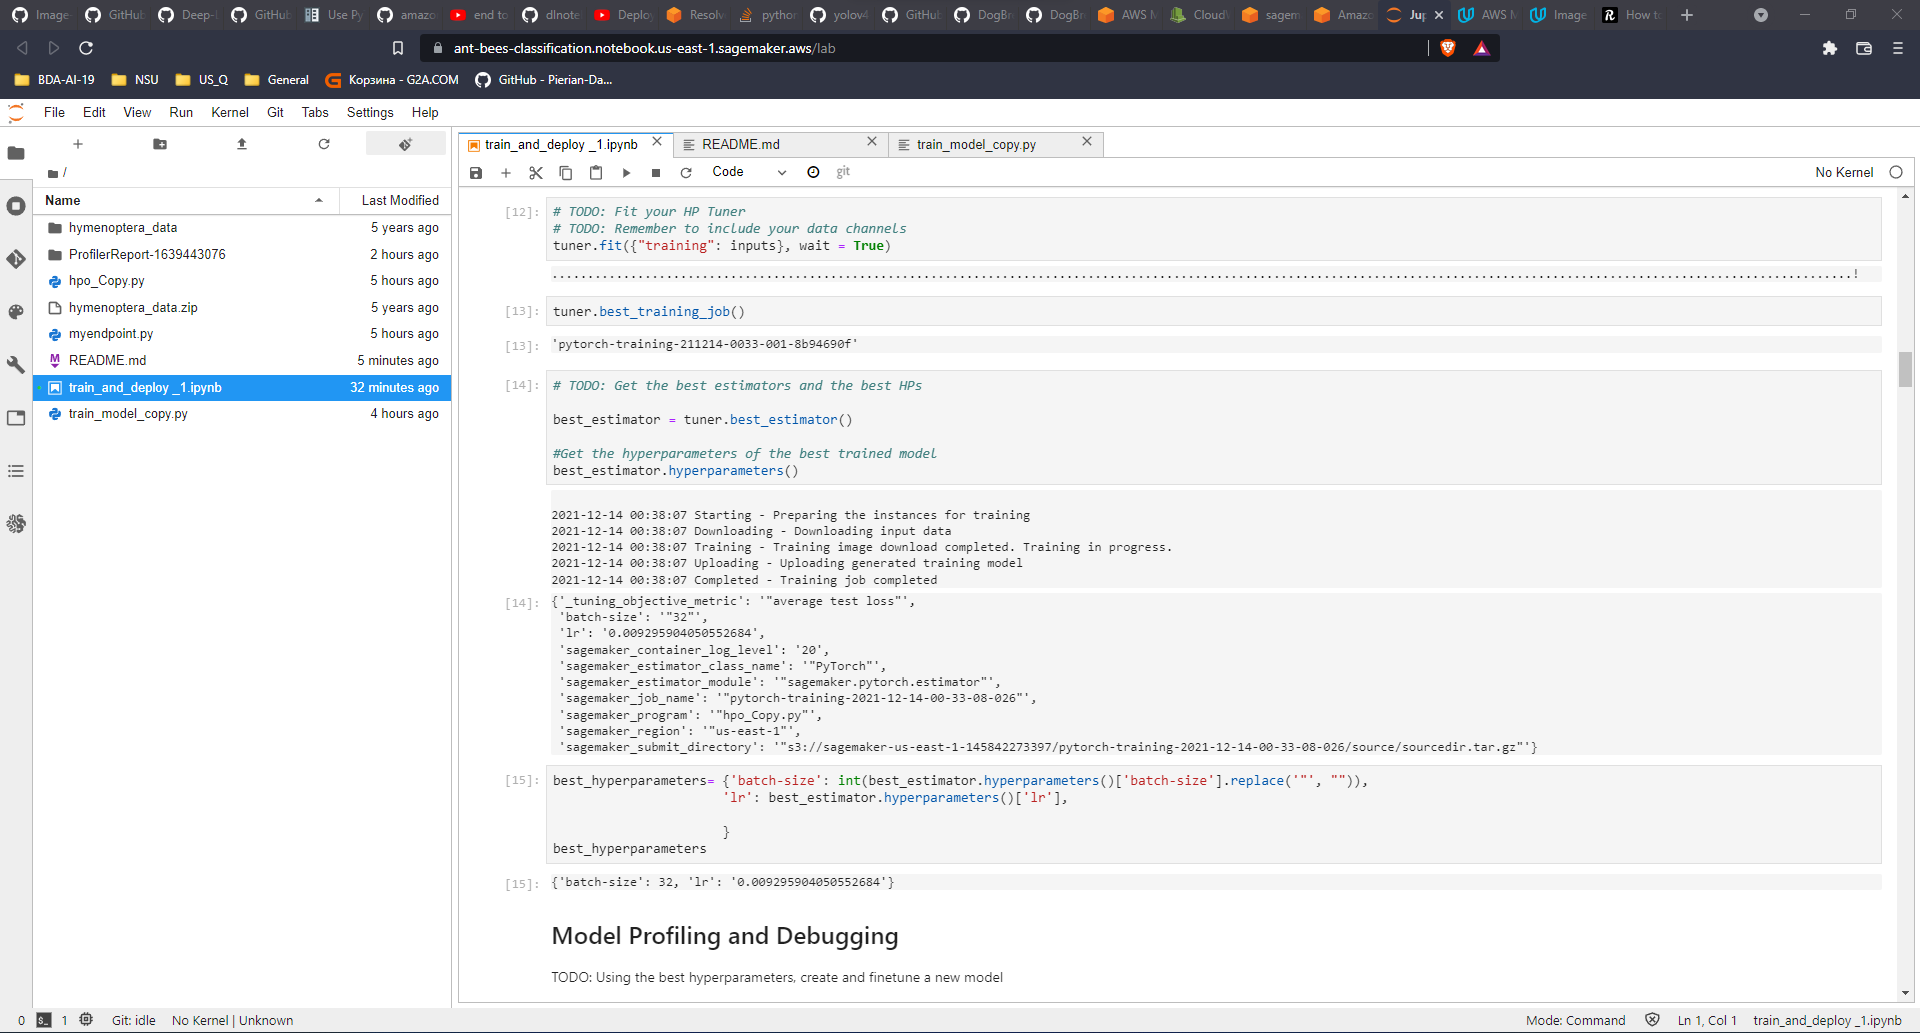 Image
GitHub
Deep-L
GitHub
Use Py
amazo
end to
dlnote
Deploy
Resolv
pytho
yolov4
GitHub
DogBr
DogBr
AWS M
CloudW
sagem
Amazo
Jup
AWS M
Image
How to
ant-bees-classification.notebook.us-east-1.sagemaker.aws/lab
BDA-AI-19
NSU
US_Q
General
Корзина - G2A.COM
GitHub - Pierian-Da...
File
Edit
View
Run
Kernel
Git
Tabs
Settings
Help
train_and_deploy _1.ipynb
README.md
train_model_copy.py
/
Code
git
No Kernel
Name
Last Modified
hymenoptera_data
5 years ago
ProfilerReport-1639443076
2 hours ago
hpo_Copy.py
5 hours ago
hymenoptera_data.zip
5 years ago
myendpoint.py
5 hours ago
README.md
5 minutes ago
train_and_deploy _1.ipynb
32 minutes ago
train_model_copy.py
4 hours ago
[12]:
# TODO: Fit your HP Tuner
# TODO: Remember to include your data channels
tuner.fit({"training": inputs}, wait = True)
[13]:
tuner.best_training_job()
[13]:
'pytorch-training-211214-0033-001-8b94690f'
[14]:
# TODO: Get the best estimators and the best HPs
best_estimator = tuner.best_estimator()
#Get the hyperparameters of the best trained model
best_estimator.hyperparameters()
2021-12-14 00:38:07 Starting - Preparing the instances for training
2021-12-14 00:38:07 Downloading - Downloading input data
2021-12-14 00:38:07 Training - Training image download completed. Training in progress.
2021-12-14 00:38:07 Uploading - Uploading generated training model
2021-12-14 00:38:07 Completed - Training job completed
[14]:
{'_tuning_objective_metric': '"average test loss"',
'batch-size': '"32"',
'lr': '0.009295904050552684',
'sagemaker_container_log_level': '20',
'sagemaker_estimator_class_name': '"PyTorch"',
'sagemaker_estimator_module': '"sagemaker.pytorch.estimator"',
'sagemaker_job_name': '"pytorch-training-2021-12-14-00-33-08-026"',
'sagemaker_program': '"hpo_Copy.py"',
'sagemaker_region': '"us-east-1"',
'sagemaker_submit_directory': '"s3://sagemaker-us-east-1-145842273397/pytorch-training-2021-12-14-00-33-08-026/source/sourcedir.tar.gz"'}
[15]:
best_hyperparameters= {'batch-size': int(best_estimator.hyperparameters()['batch-size'].replace('"', "")),
'lr': best_estimator.hyperparameters()['lr'],
}
best_hyperparameters
[15]:
{'batch-size': 32, 'lr': '0.009295904050552684'}
Model Profiling and Debugging
TODO: Using the best hyperparameters, create and finetune a new model
0
1
Git: idle
No Kernel | Unknown
Mode: Command
Ln 1, Col 1
train_and_deploy _1.ipynb